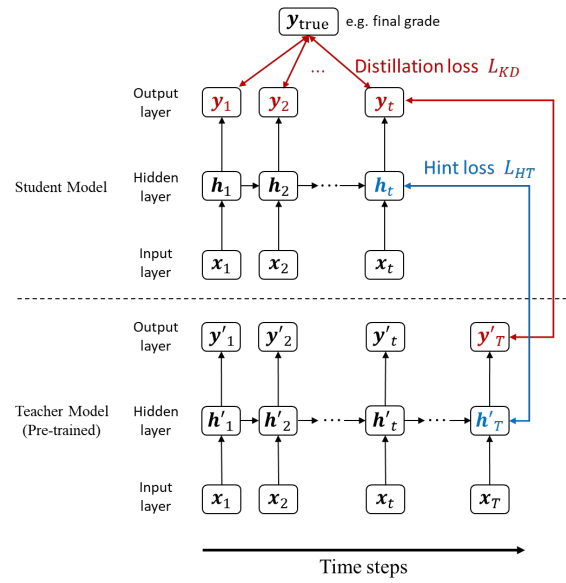 y_true e.g. final grade
... Distillation loss L_KD
Output layer
y_1 y_2 y_t
Student Model
Hidden layer
h_1 h_2 ... h_t
Hint loss L_HT
Input layer
x_1 x_2 x_t
Output layer
y'_1 y'_2 y'_t y'_T
Teacher Model
(Pre-trained)
Hidden layer
h'_1 h'_2 ... h'_t ... h'_T
Input layer
x_1 x_2 x_t x_T
Time steps